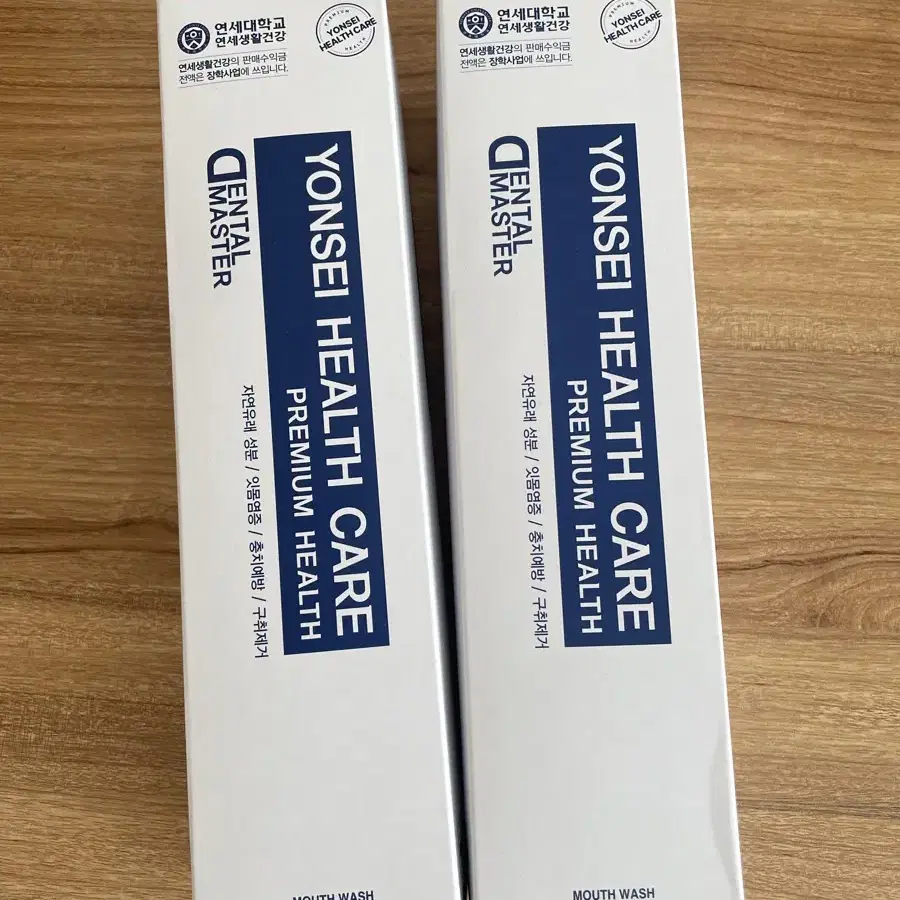 연세대학교
연세생활건강
PREMIUM
YONSEI
HEALTH CARE
HEALTH
연세생활건강의 판매수익금
전액은 장학사업에 쓰입니다.
YONSEI HEALTH CARE
PREMIUM HEALTH
DENTAL
MASTER
자연유래 성분 / 잇몸염증 / 충치예방 / 구취제거
MOUTH WASH
연세대학교
연세생활건강
PREMIUM
YONSEI
HEALTH CARE
HEALTH
연세생활건강의 판매수익금
전액은 장학사업에 쓰입니다.
YONSEI HEALTH CARE
PREMIUM HEALTH
DENTAL
MASTER
자연유래 성분 / 잇몸염증 / 충치예방 / 구취제거
MOUTH WASH